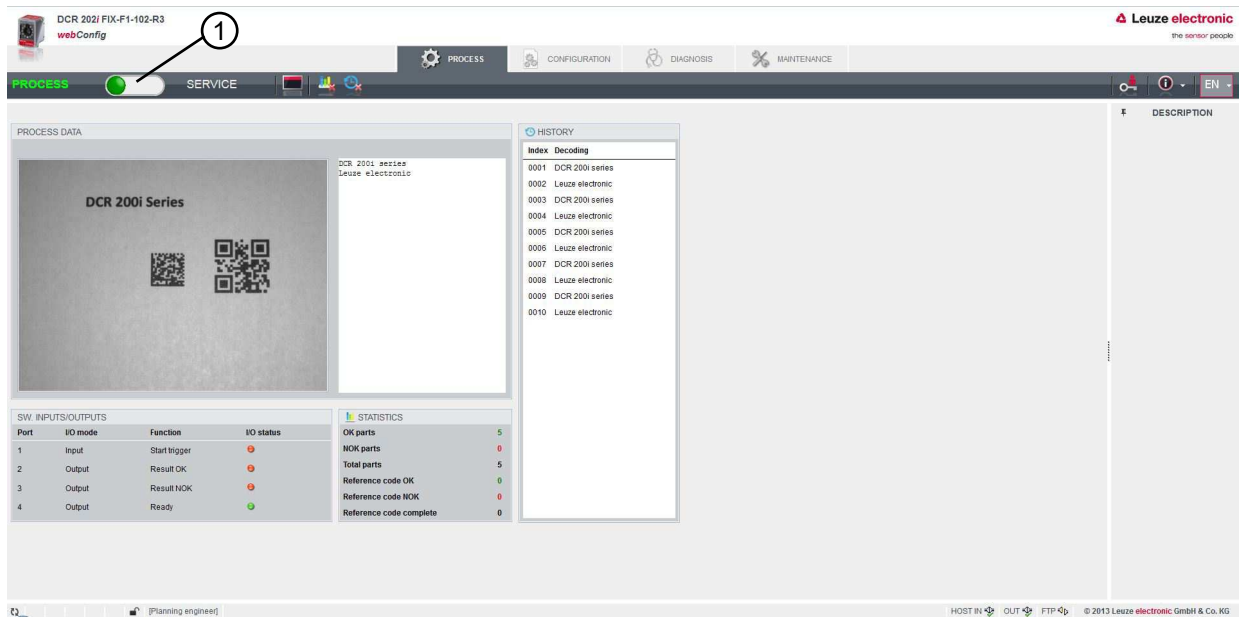 DCR 202i FIX-F1-102-R3
webConfig
1
Leuze electronic
the sensor people
PROCESS
CONFIGURATION
DIAGNOSIS
MAINTENANCE
PROCESS
SERVICE
EN
DESCRIPTION
PROCESS DATA
DCR 200i Series
DCR 200i series
Leuze electronic
HISTORY
Index Decoding
0001 DCR 200i series
0002 Leuze electronic
0003 DCR 200i series
0004 Leuze electronic
0005 DCR 200i series
0006 Leuze electronic
0007 DCR 200i series
0008 Leuze electronic
0009 DCR 200i series
0010 Leuze electronic
SW. INPUTS/OUTPUTS
Port I/O mode Function I/O status
1 Input Start trigger
2 Output Result OK
3 Output Result NOK
4 Output Ready
STATISTICS
OK parts 5
NOK parts 0
Total parts 5
Reference code OK 0
Reference code NOK 0
Reference code complete 0
[Planning engineer]
HOST IN OUT FTP © 2013 Leuze electronic GmbH & Co. KG